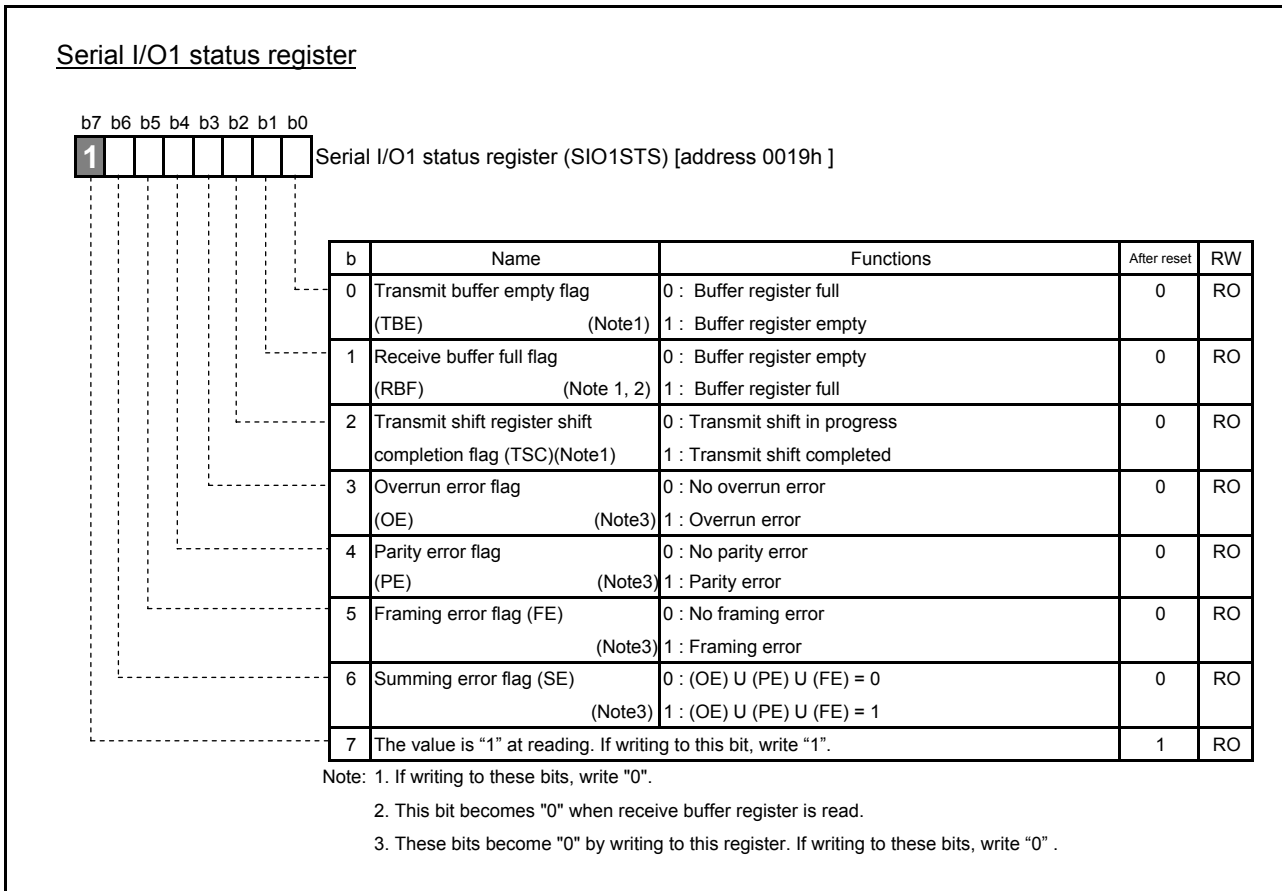 Serial I/O1 status register
b7 b6 b5 b4 b3 b2 b1 b0
1 Serial I/O1 status register (SIO1STS) [address 0019h ]
b Name Functions After reset RW
0 Transmit buffer empty flag 0 : Buffer register full 0 RO
(TBE) (Note1) 1 : Buffer register empty
1 Receive buffer full flag 0 : Buffer register empty 0 RO
(RBF) (Note 1, 2) 1 : Buffer register full
2 Transmit shift register shift 0 : Transmit shift in progress 0 RO
completion flag (TSC)(Note1) 1 : Transmit shift completed
3 Overrun error flag 0 : No overrun error 0 RO
(OE) (Note3) 1 : Overrun error
4 Parity error flag 0 : No parity error 0 RO
(PE) (Note3) 1 : Parity error
5 Framing error flag (FE) 0 : No framing error 0 RO
(Note3) 1 : Framing error
6 Summing error flag (SE) 0 : (OE) U (PE) U (FE) = 0 0 RO
(Note3) 1 : (OE) U (PE) U (FE) = 1
7 The value is “1” at reading. If writing to this bit, write “1”. 1 RO
Note: 1. If writing to these bits, write "0".
2. This bit becomes "0" when receive buffer register is read.
3. These bits become "0" by writing to this register. If writing to these bits, write “0” .